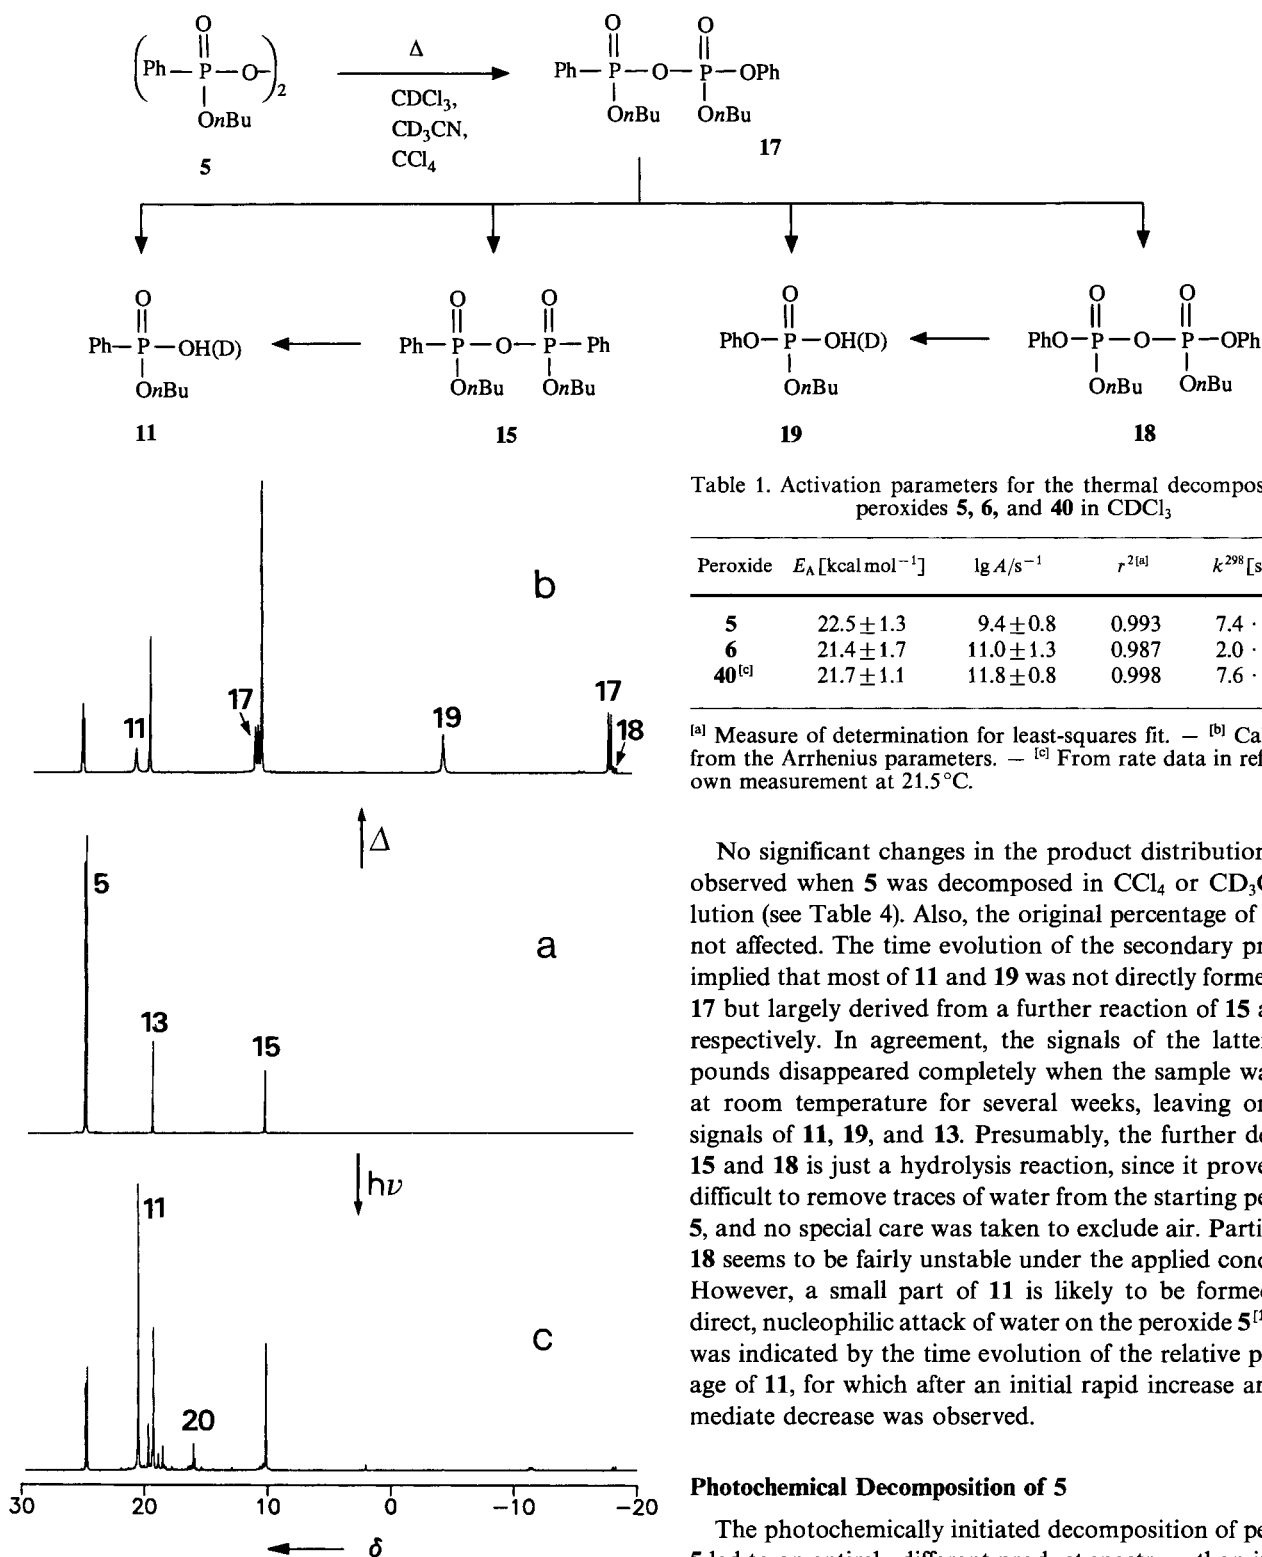 O
Ph—P—O—
OnBu
2
5
Δ
CDCl3,
CD3CN,
CCl4
O O
Ph—P—O—P—OPh
OnBu OnBu
17
O
Ph—P—OH(D)
OnBu
11
O O
Ph—P—O—P—Ph
OnBu OnBu
15
O
PhO—P—OH(D)
OnBu
19
O O
PhO—P—O—P—OPh
OnBu OnBu
18
b
11
17
19
17
18
Δ
5
a
13
15
hν
11
c
20
30 20 10 0 −10 −20
δ
Table 1. Activation parameters for the thermal decompos
peroxides 5, 6, and 40 in CDCl3
Peroxide EA [kcal mol−1] lg A/s−1 r2[a] k298 [s
5 22.5±1.3 9.4±0.8 0.993 7.4 ·
6 21.4±1.7 11.0±1.3 0.987 2.0 ·
40[c] 21.7±1.1 11.8±0.8 0.998 7.6 ·
[a] Measure of determination for least-squares fit. — [b] Cal
from the Arrhenius parameters. — [c] From rate data in ref
own measurement at 21.5°C.
No significant changes in the product distribution
observed when 5 was decomposed in CCl4 or CD3C
lution (see Table 4). Also, the original percentage of
not affected. The time evolution of the secondary pr
implied that most of 11 and 19 was not directly forme
17 but largely derived from a further reaction of 15 a
respectively. In agreement, the signals of the latte
pounds disappeared completely when the sample wa
at room temperature for several weeks, leaving on
signals of 11, 19, and 13. Presumably, the further de
15 and 18 is just a hydrolysis reaction, since it prove
difficult to remove traces of water from the starting pe
5, and no special care was taken to exclude air. Parti
18 seems to be fairly unstable under the applied cond
However, a small part of 11 is likely to be formed
direct, nucleophilic attack of water on the peroxide 5[1
was indicated by the time evolution of the relative p
age of 11, for which after an initial rapid increase an
mediate decrease was observed.
Photochemical Decomposition of 5
The photochemically initiated decomposition of pe